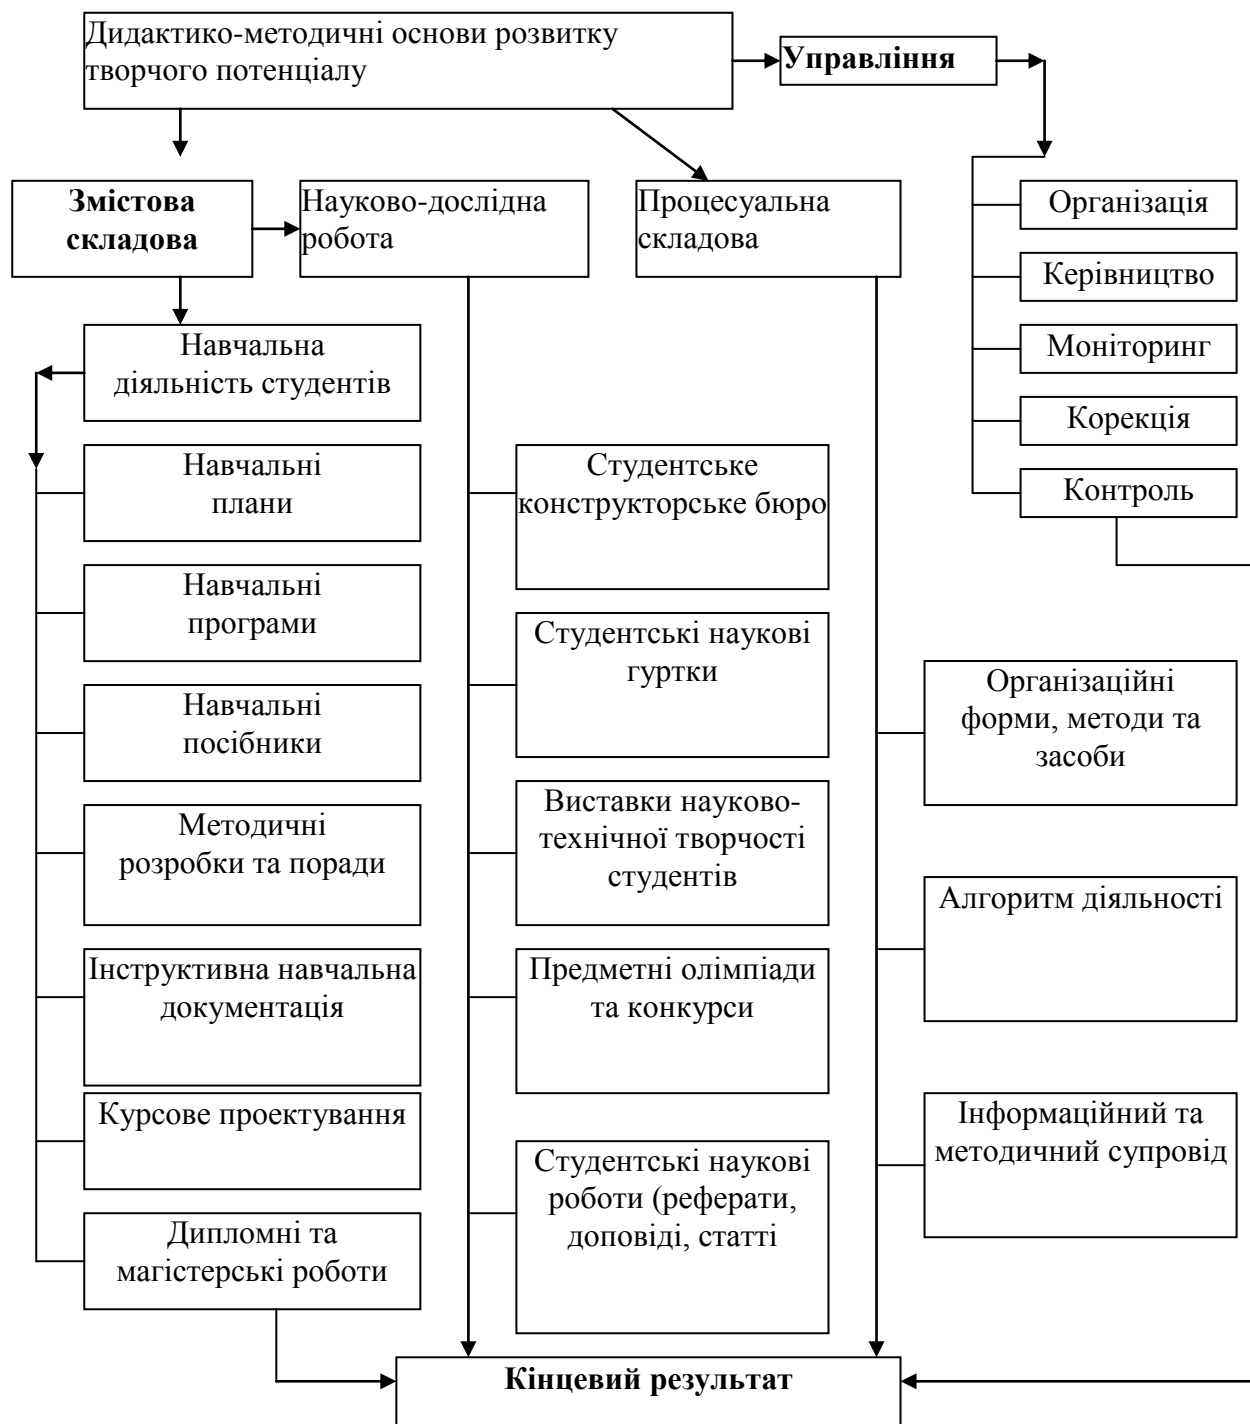 Дидактико-методичні основи розвитку
творчого потенціалу
Управління
Змістова
складова
Науково-дослідна
робота
Процесуальна
складова
Організація
Керівництво
Моніторинг
Корекція
Контроль
Навчальна
діяльність студентів
Навчальні
плани
Навчальні
програми
Навчальні
посібники
Методичні
розробки та поради
Інструктивна навчальна
документація
Курсове проектування
Дипломні та
магістерські роботи
Студентське
конструкторське бюро
Студентські наукові
гуртки
Виставки науково-
технічної творчості
студентів
Предметні олімпіади
та конкурси
Студентські наукові
роботи (реферати,
доповіді, статті
Організаційні
форми, методи та
засоби
Алгоритм діяльності
Інформаційний та
методичний супровід
Кінцевий результат